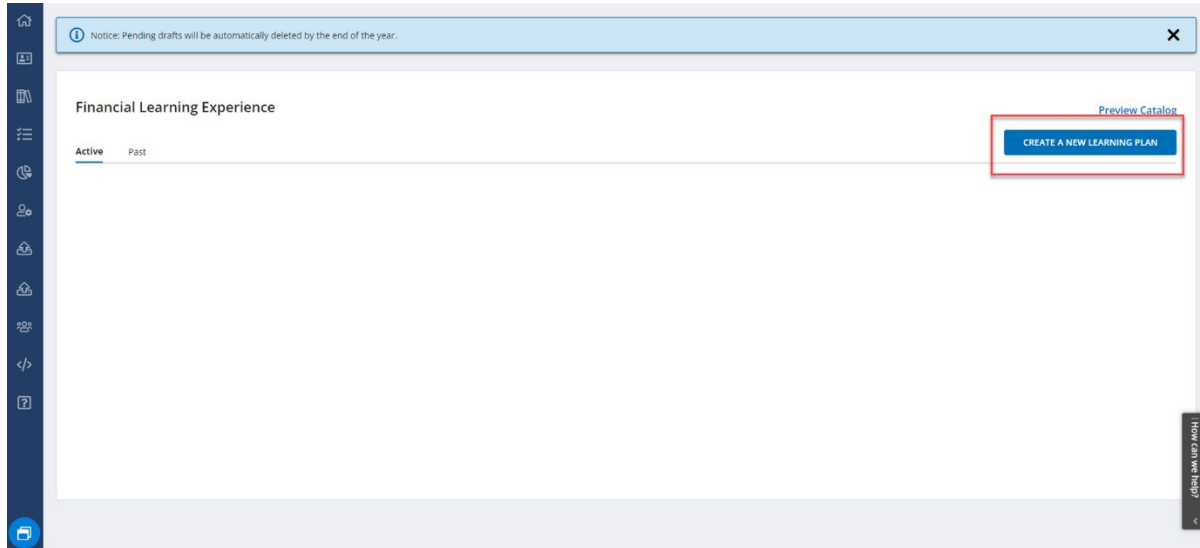 Notice: Pending drafts will be automatically deleted by the end of the year.
Financial Learning Experience
Preview Catalog
CREATE A NEW LEARNING PLAN
Active Past
How can we help?